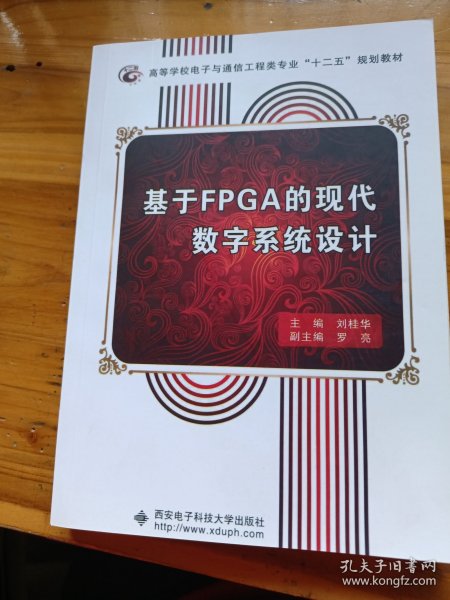 高等学校电子与通信工程类专业“十二五”规划教材
基于FPGA的现代
数字系统设计
主 编 刘桂华
副主编 罗 亮
西安电子科技大学出版社
http://www.xduph.com
孔夫子旧书网
www.kongfz.com